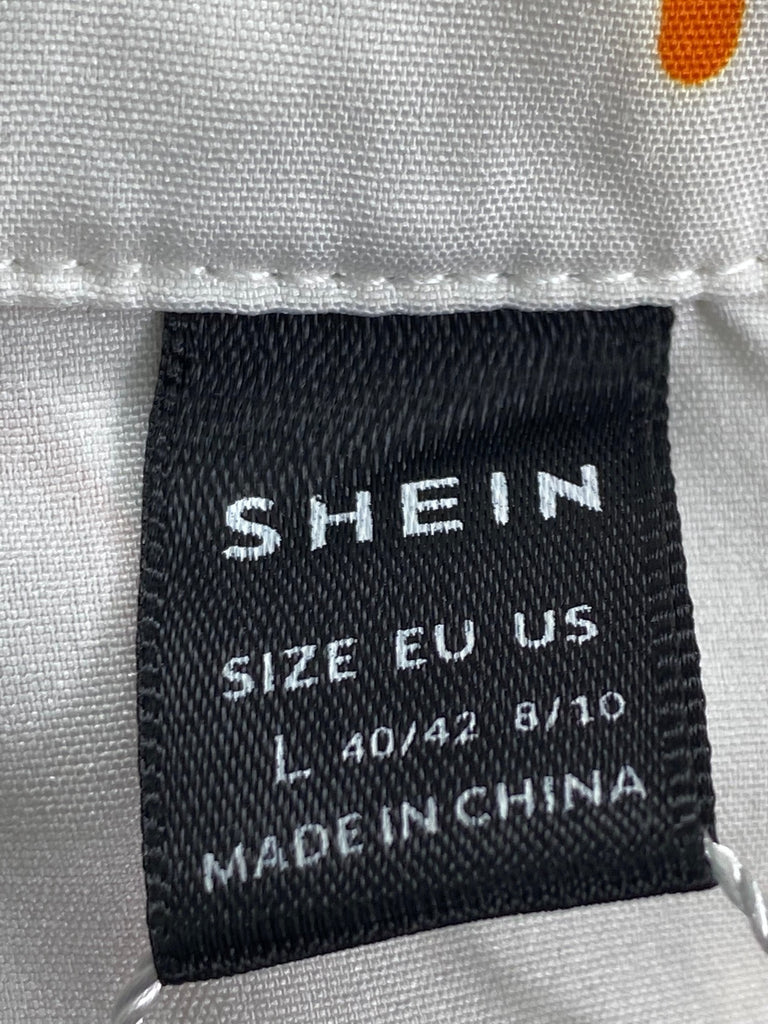 SHEIN
SIZE EU US
L 40/42 8/10
MADE IN CHINA